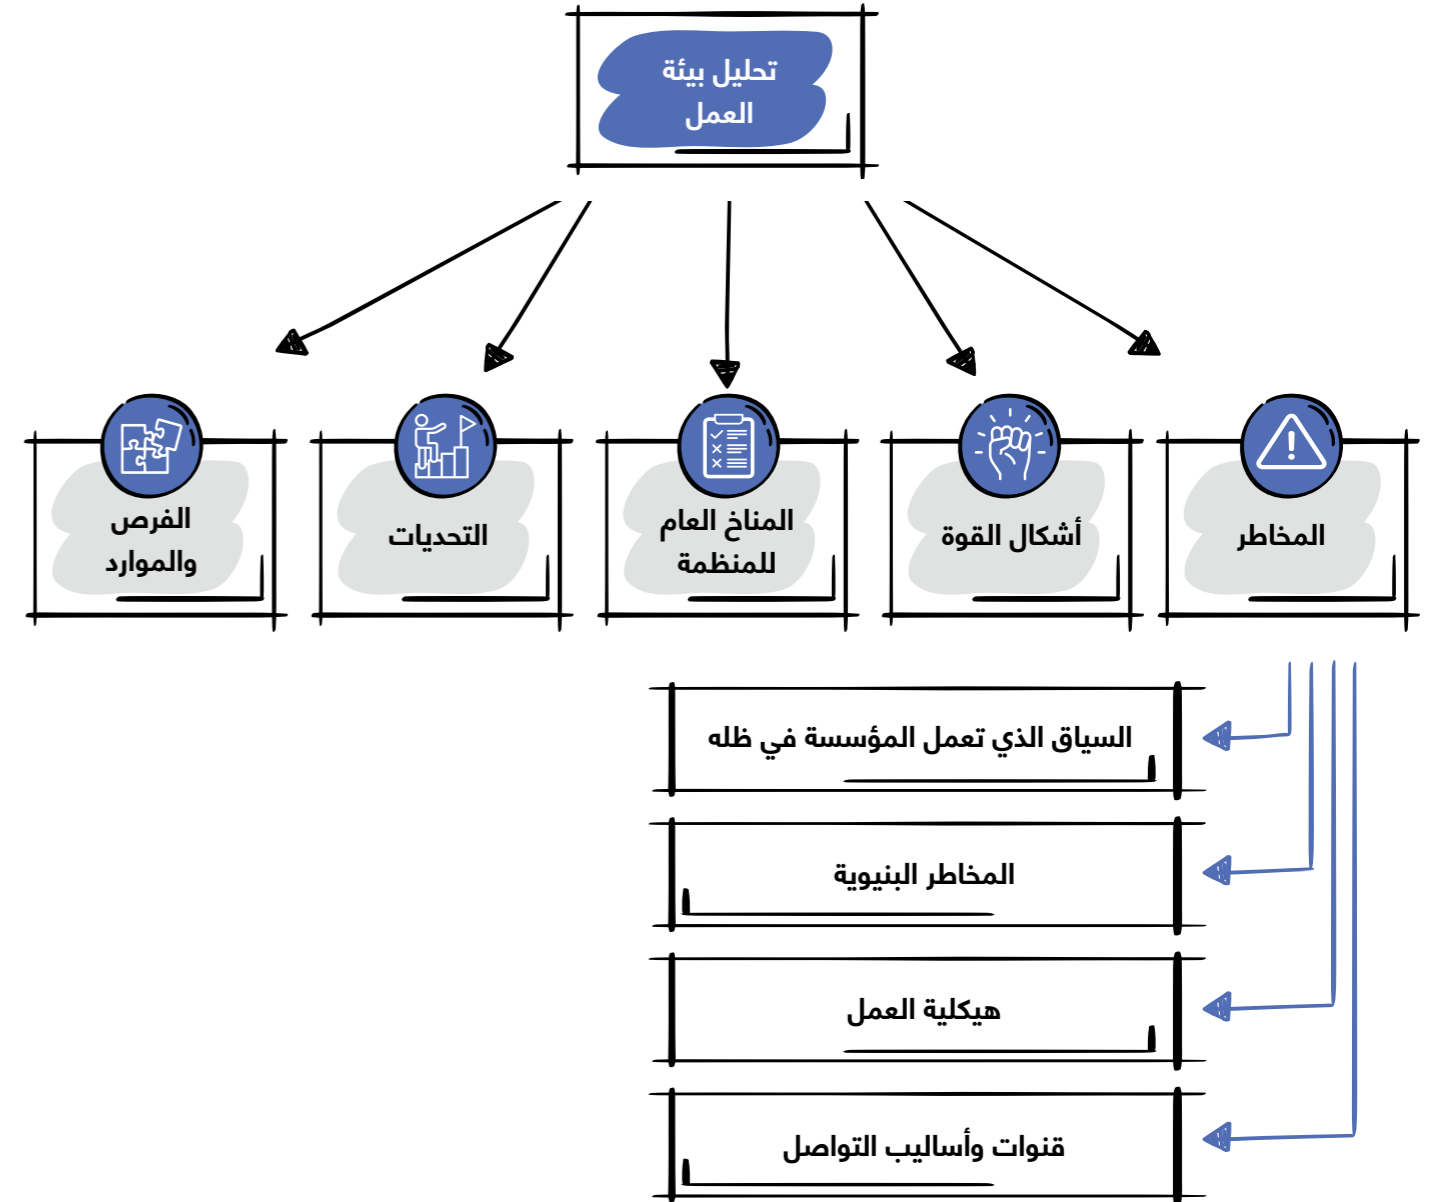 تحليل بيئة
العمل
المخاطر
أشكال القوة
المناخ العام
للمنظمة
التحديات
الفرص
والموارد
السياق الذي تعمل المؤسسة في ظله
المخاطر البنيوية
هيكلية العمل
قنوات وأساليب التواصل